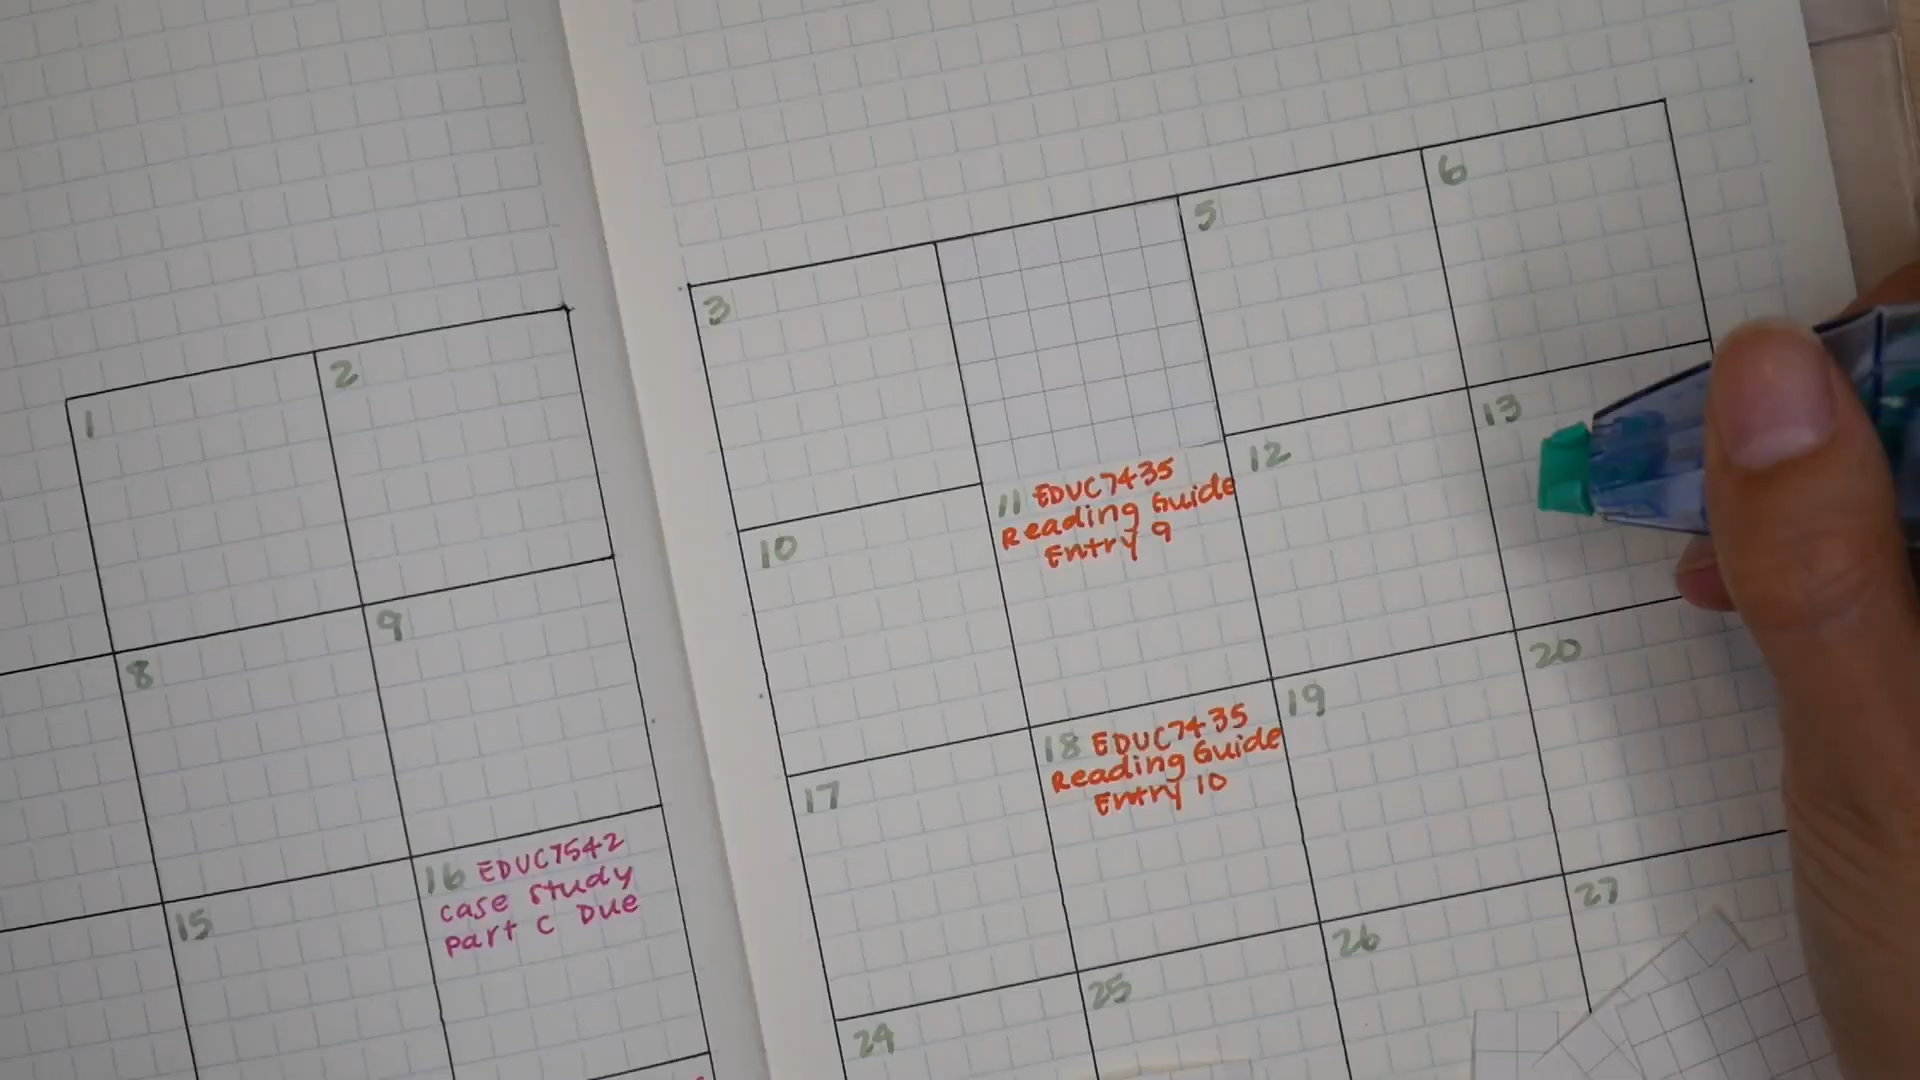 1
2
8
9
15
16 EDUC7542
case study
part C Due
3
5
6
10
11 EDUC7435
Reading Guide
Entry 9
12
13
17
18 EDUC7435
Reading Guide
Entry 10
19
20
24
25
26
27